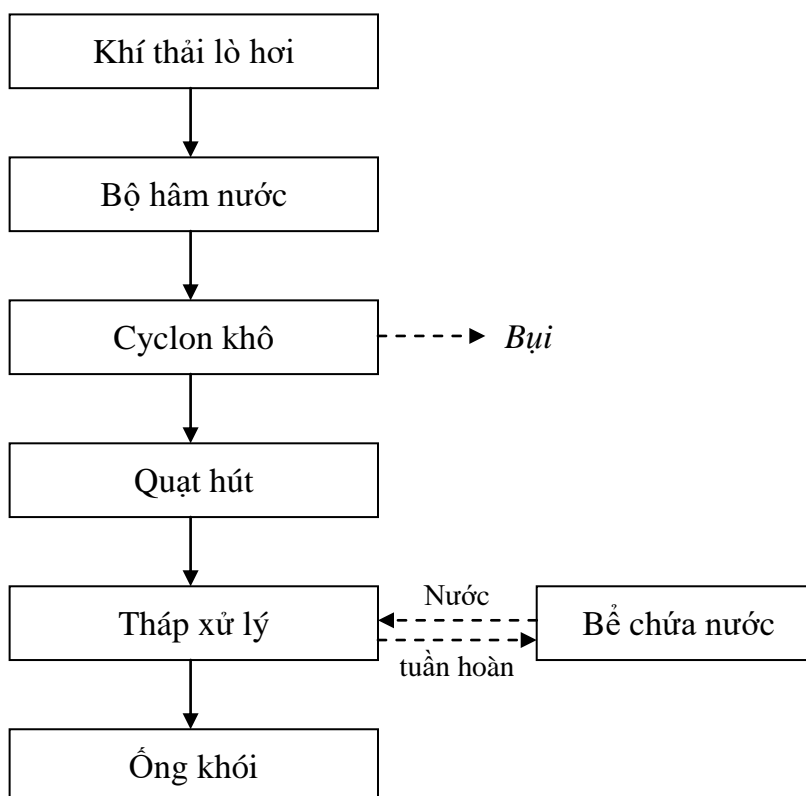 Khí thải lò hơi
Bộ hâm nước
Cyclon khô
Bụi
Quạt hút
Tháp xử lý
Nước
tuần hoàn
Bể chứa nước
Ống khói